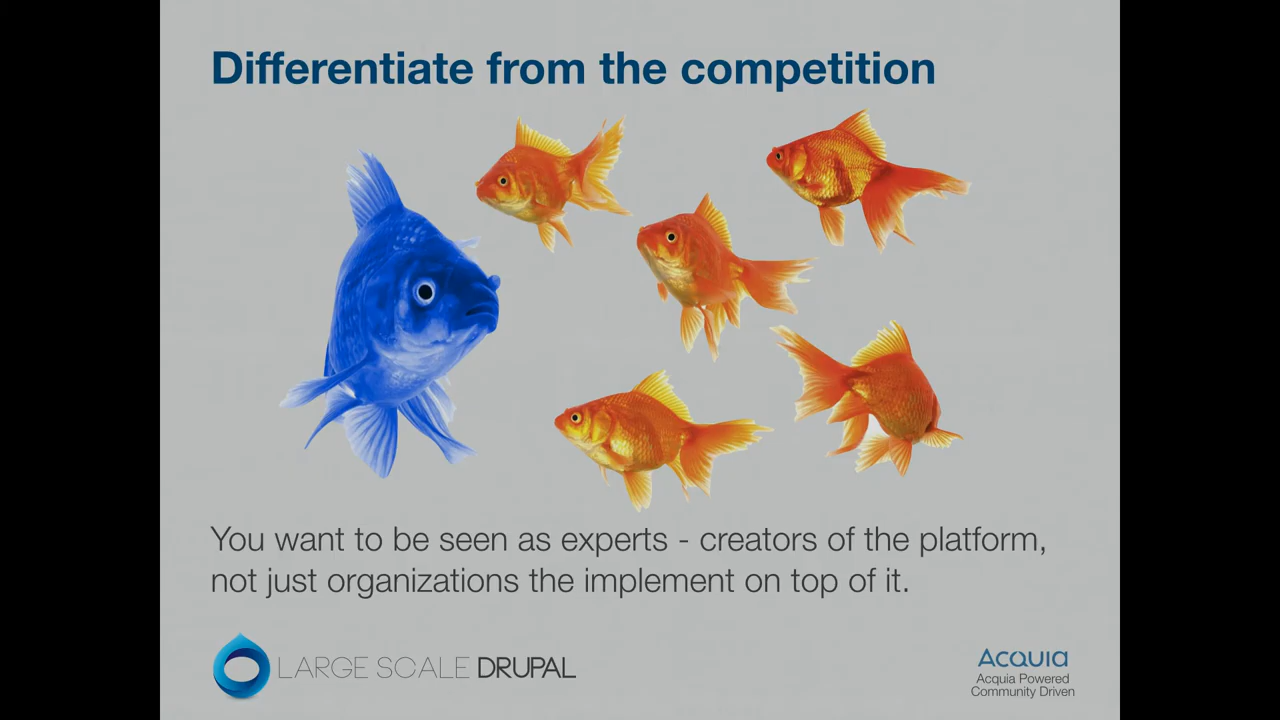 Differentiate from the competition
You want to be seen as experts - creators of the platform,
not just organizations the implement on top of it.
LARGE SCALE DRUPAL
Acquia
Acquia Powered
Community Driven